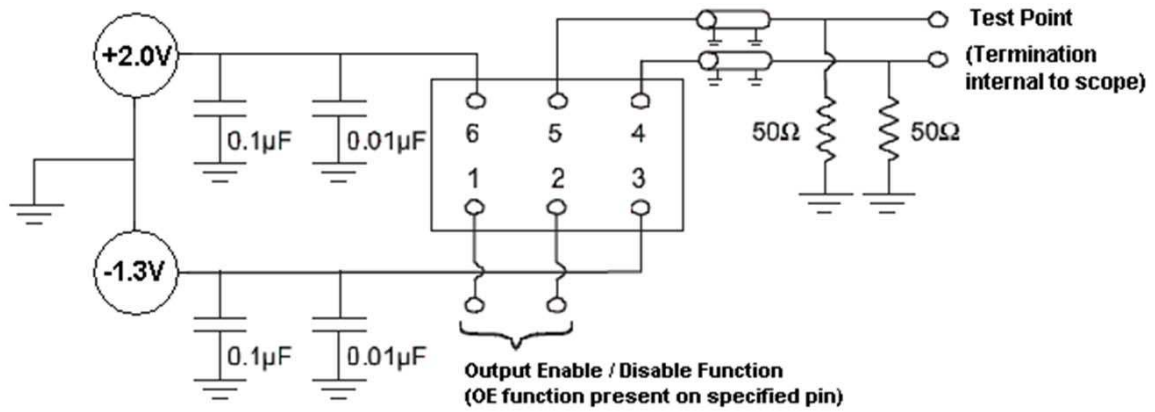 +2.0V
0.1µF
0.01µF
6
5
4
1
2
3
Test Point
(Termination
internal to scope)
50Ω
50Ω
-1.3V
0.1µF
0.01µF
Output Enable / Disable Function
(OE function present on specified pin)